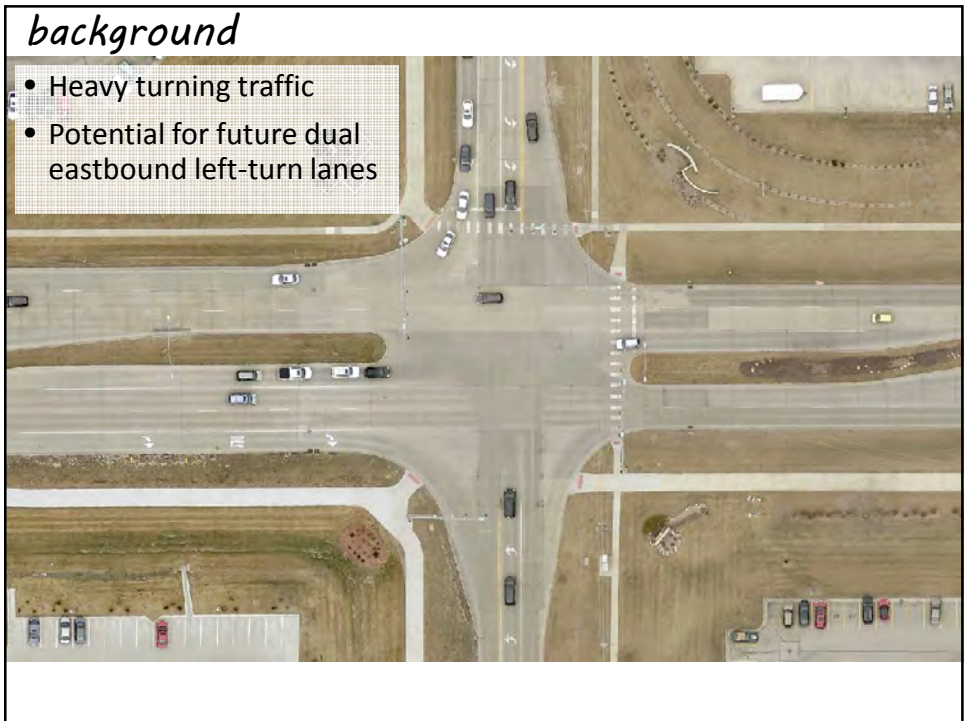 background
• Heavy turning traffic
• Potential for future dual
eastbound left-turn lanes